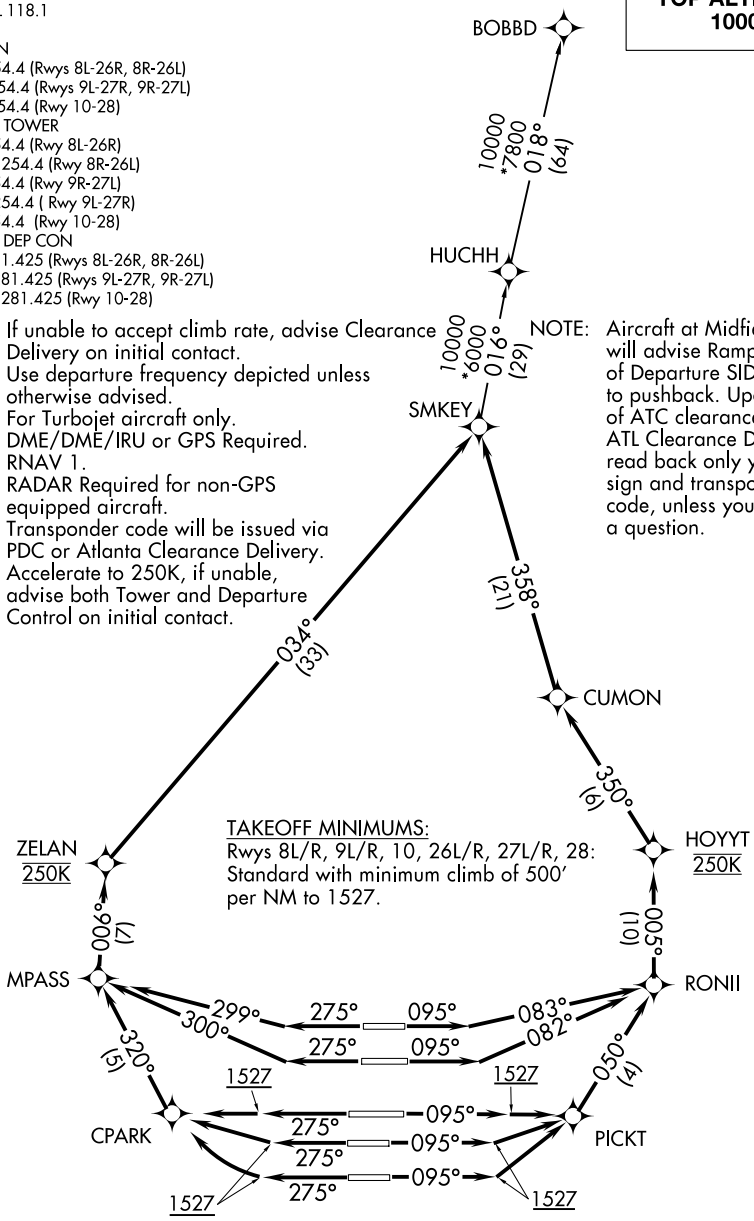 118.1
54.4 (Rwys 8L-26R, 8R-26L)
54.4 (Rwys 9L-27R, 9R-27L)
54.4 (Rwy 10-28)
TOWER
54.4 (Rwy 8L-26R)
254.4 (Rwy 8R-26L)
54.4 (Rwy 9R-27L)
254.4 ( Rwy 9L-27R)
4.4 (Rwy 10-28)
DEP CON
1.425 (Rwys 8L-26R, 8R-26L)
81.425 (Rwys 9L-27R, 9R-27L)
281.425 (Rwy 10-28)
TOP
1000
BOBBD
10000
*7800
018°
(64)
HUCHH
10000
*6000
016°
(29)
If unable to accept climb rate, advise Clearance
Delivery on initial contact.
Use departure frequency depicted unless
otherwise advised.
For Turbojet aircraft only.
DME/DME/IRU or GPS Required.
RNAV 1.
RADAR Required for non-GPS
equipped aircraft.
Transponder code will be issued via
PDC or Atlanta Clearance Delivery.
Accelerate to 250K, if unable,
advise both Tower and Departure
Control on initial contact.
NOTE: Aircraft at Midfie
will advise Ramp
of Departure SID
to pushback. Upo
of ATC clearance
ATL Clearance D
read back only y
sign and transpo
code, unless you
a question.
SMKEY
034°
(33)
358°
(21)
CUMON
350°
(6)
HOYYT
250K
ZELAN
250K
TAKEOFF MINIMUMS:
Rwys 8L/R, 9L/R, 10, 26L/R, 27L/R, 28:
Standard with minimum climb of 500'
per NM to 1527.
006°
(7)
005°
(10)
MPASS
RONII
299°
275°
095°
083°
300°
275°
095°
082°
320°
(5)
050°
(4)
1527
1527
CPARK
275°
095°
PICKT
275°
095°
275°
095°
1527
1527